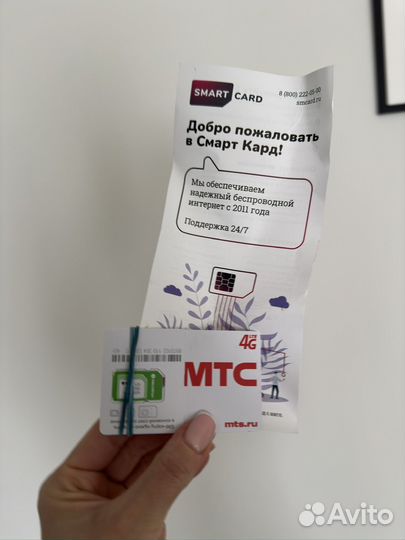 SMART CARD
8 (800) 222-05-00
smcard.ru
Добро пожаловать
в Смарт Кард!
Мы обеспечиваем
надежный беспроводной
интернет с 2011 года
Поддержка 24/7
4G
МТС
mts.ru
Avito